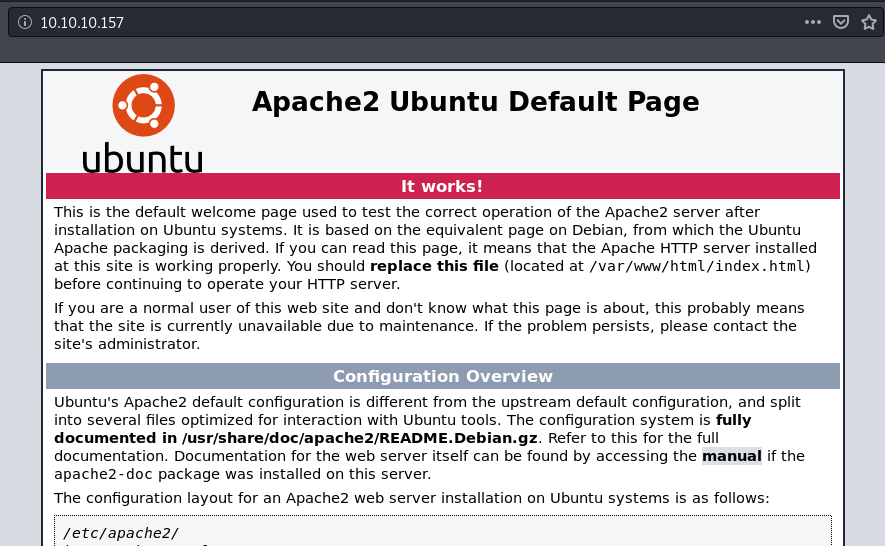 10.10.10.157
ubuntu
Apache2 Ubuntu Default Page
It works!
This is the default welcome page used to test the correct operation of the Apache2 server after
installation on Ubuntu systems. It is based on the equivalent page on Debian, from which the Ubuntu
Apache packaging is derived. If you can read this page, it means that the Apache HTTP server installed
at this site is working properly. You should replace this file (located at /var/www/html/index.html)
before continuing to operate your HTTP server.
If you are a normal user of this web site and don't know what this page is about, this probably means
that the site is currently unavailable due to maintenance. If the problem persists, please contact the
site's administrator.
Configuration Overview
Ubuntu's Apache2 default configuration is different from the upstream default configuration, and split
into several files optimized for interaction with Ubuntu tools. The configuration system is fully
documented in /usr/share/doc/apache2/README.Debian.gz. Refer to this for the full
documentation. Documentation for the web server itself can be found by accessing the manual if the
apache2-doc package was installed on this server.
The configuration layout for an Apache2 web server installation on Ubuntu systems is as follows:
/etc/apache2/